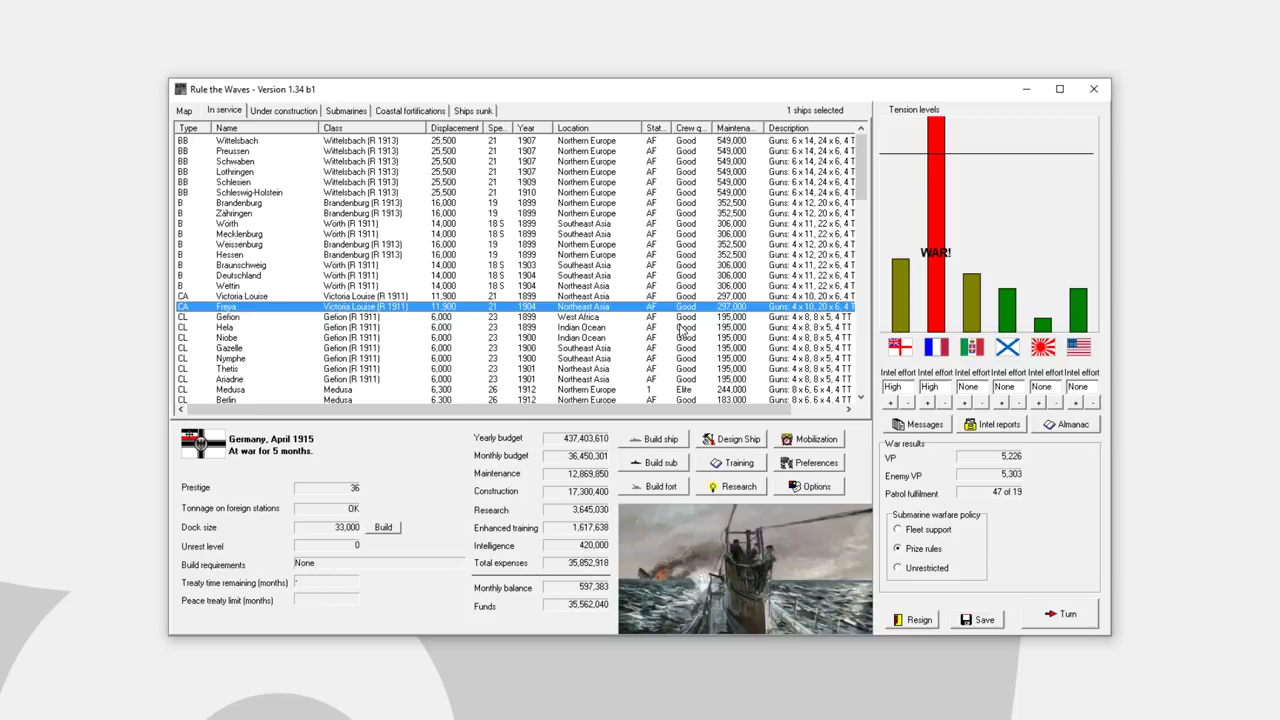 Rule the Waves - Version 1.34 b1
Map In service Under construction Submarines Coastal fortifications Ships sunk 1 ships selected
Type Name Class Displacement Spe... Year Location Stat... Crew q... Maintena... Description
BB Wittelsbach Wittelsbach (R 1913) 25,500 21 1907 Northern Europe AF Good 549,000 Guns: 6 x 14, 24 x 6, 4 T
BB Preussen Wittelsbach (R 1913) 25,500 21 1907 Northern Europe AF Good 549,000 Guns: 6 x 14, 24 x 6, 4 T
BB Schwaben Wittelsbach (R 1913) 25,500 21 1907 Northern Europe AF Good 549,000 Guns: 6 x 14, 24 x 6, 4 T
BB Lothringen Wittelsbach (R 1913) 25,500 21 1909 Northern Europe AF Good 549,000 Guns: 6 x 14, 24 x 6, 4 T
BB Schlesien Wittelsbach (R 1913) 25,500 21 1909 Northern Europe AF Good 549,000 Guns: 6 x 14, 24 x 6, 4 T
BB Schleswig-Holstein Wittelsbach (R 1913) 25,500 21 1910 Northern Europe AF Good 549,000 Guns: 6 x 14, 24 x 6, 4 T
B Brandenburg Brandenburg (R 1913) 16,000 19 1899 Northern Europe AF Good 352,500 Guns: 4 x 12, 20 x 6, 4 T
B Zähringen Brandenburg (R 1913) 16,000 19 1899 Northern Europe AF Good 352,500 Guns: 4 x 12, 20 x 6, 4 T
B Wörth Wörth (R 1911) 14,000 18 S 1899 Southeast Asia AF Good 306,000 Guns: 4 x 11, 22 x 6, 4 T
B Mecklenburg Wörth (R 1911) 14,000 18 S 1899 Southeast Asia AF Good 306,000 Guns: 4 x 11, 22 x 6, 4 T
B Weissenburg Brandenburg (R 1913) 16,000 19 1899 Northern Europe AF Good 352,500 Guns: 4 x 12, 20 x 6, 4 T
B Hessen Brandenburg (R 1913) 16,000 19 1899 Northern Europe AF Good 352,500 Guns: 4 x 12, 20 x 6, 4 T
B Braunschweig Wörth (R 1911) 14,000 18 S 1903 Southeast Asia AF Good 306,000 Guns: 4 x 11, 22 x 6, 4 T
B Deutschland Wörth (R 1911) 14,000 18 S 1904 Southeast Asia AF Good 306,000 Guns: 4 x 11, 22 x 6, 4 T
B Wettin Wörth (R 1911) 14,000 18 S 1904 Southeast Asia AF Good 306,000 Guns: 4 x 11, 22 x 6, 4 T
CA Victoria Louise Victoria Louise (R 1911) 11,900 21 1899 Northeast Asia AF Good 297,000 Guns: 4 x 10, 20 x 6, 4 T
CA Freya Victoria Louise (R 1911) 11,900 21 1904 Northeast Asia AF Good 297,000 Guns: 4 x 10, 20 x 6, 4 T
CL Gefion Gefion (R 1911) 6,000 23 1899 West Africa AF Good 195,000 Guns: 4 x 8, 8 x 5, 4 TT
CL Hela Gefion (R 1911) 6,000 23 1899 Indian Ocean AF Good 195,000 Guns: 4 x 8, 8 x 5, 4 TT
CL Niobe Gefion (R 1911) 6,000 23 1900 Indian Ocean AF Good 195,000 Guns: 4 x 8, 8 x 5, 4 TT
CL Gazelle Gefion (R 1911) 6,000 23 1900 Southeast Asia AF Good 195,000 Guns: 4 x 8, 8 x 5, 4 TT
CL Nymphe Gefion (R 1911) 6,000 23 1901 Southeast Asia AF Good 195,000 Guns: 4 x 8, 8 x 5, 4 TT
CL Thetis Gefion (R 1911) 6,000 23 1901 Northeast Asia AF Good 195,000 Guns: 4 x 8, 8 x 5, 4 TT
CL Ariadne Gefion (R 1911) 6,000 23 1901 Northeast Asia AF Good 195,000 Guns: 4 x 8, 8 x 5, 4 TT
CL Medusa Medusa 6,300 26 1912 Northern Europe 1 Elite 244,000 Guns: 8 x 6, 6 x 4, 4 TT
CL Berlin Medusa 6,300 26 1912 Northern Europe AF Good 183,000 Guns: 8 x 6, 6 x 4, 4 TT
Tension levels
WAR!
Intel effort Intel effort Intel effort Intel effort Intel effort Intel effort
High High None None None None
+ - + - + - + - + - + -
Messages Intel reports Almanac
Germany, April 1915
At war for 5 months.
Prestige 36
Tonnage on foreign stations OK
Dock size 33,000 Build
Unrest level 0
Build requirements None
Treaty time remaining (months) -
Peace treaty limit (months)
Yearly budget 437,403,610
Monthly budget 36,450,301
Maintenance 12,869,850
Construction 17,300,400
Research 3,645,030
Enhanced training 1,617,638
Intelligence 420,000
Total expenses 35,852,918
Monthly balance 597,383
Funds 35,562,040
Build ship Design Ship Mobilization
Build sub Training Preferences
Build fort Research Options
War results
VP 5,226
Enemy VP 5,303
Patrol fulfilment 47 of 19
Submarine warfare policy
Fleet support
Prize rules
Unrestricted
Resign Save Turn